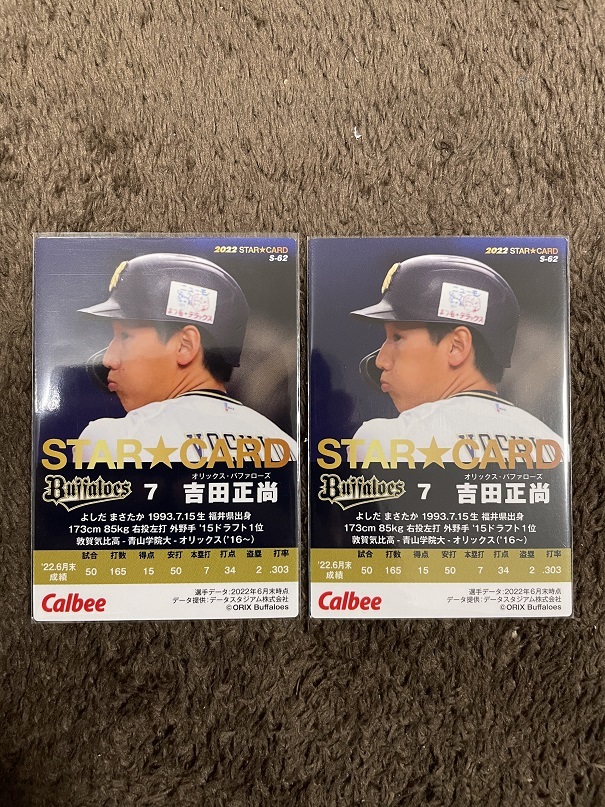 2022 STAR★CARD
S-62
STAR★CARD
オリックス・バファローズ
Buffaloes 7 吉田正尚
よしだ まさたか 1993.7.15生 福井県出身
173cm 85kg 右投左打 外野手 '15ドラフト1位
敦賀気比高-青山学院大-オリックス('16〜)
試合 打数 得点 安打 本塁打 打点 盗塁 打率
'22.6月末成績 50 165 15 50 7 34 2 .303
Calbee
選手データ:2022年6月末時点
データ提供:データスタジアム株式会社
©ORIX Buffaloes
2022 STAR★CARD
S-62
STAR★CARD
オリックス・バファローズ
Buffaloes 7 吉田正尚
よしだ まさたか 1993.7.15生 福井県出身
173cm 85kg 右投左打 外野手 '15ドラフト1位
敦賀気比高-青山学院大-オリックス('16〜)
試合 打数 得点 安打 本塁打 打点 盗塁 打率
'22.6月末成績 50 165 15 50 7 34 2 .303
Calbee
選手データ:2022年6月末時点
データ提供:データスタジアム株式会社
©ORIX Buffaloes